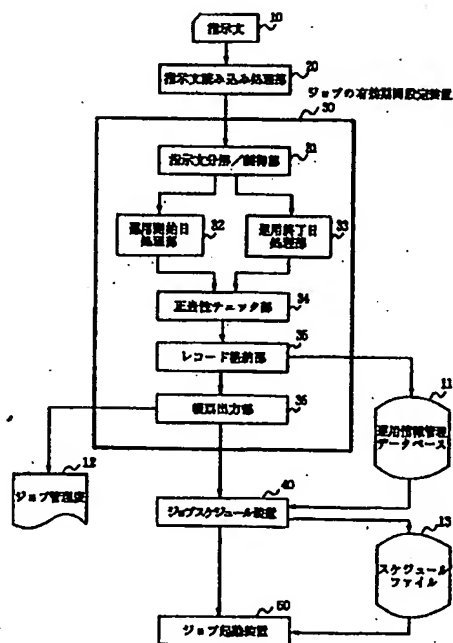 10
指示文
20
指示文読み込み処理部
ジョブの有効期間設定装置
30
31
指示文分部/制御部
32
運用開始日
処理部
33
運用終了日
処理部
34
正当性チェック部
35
レコード格納部
36
帳票出力部
11
運用情報管理
データベース
12
ジョブ管理表
40
ジョブスケジュール装置
13
スケジュール
ファイル
50
ジョブ起動装置